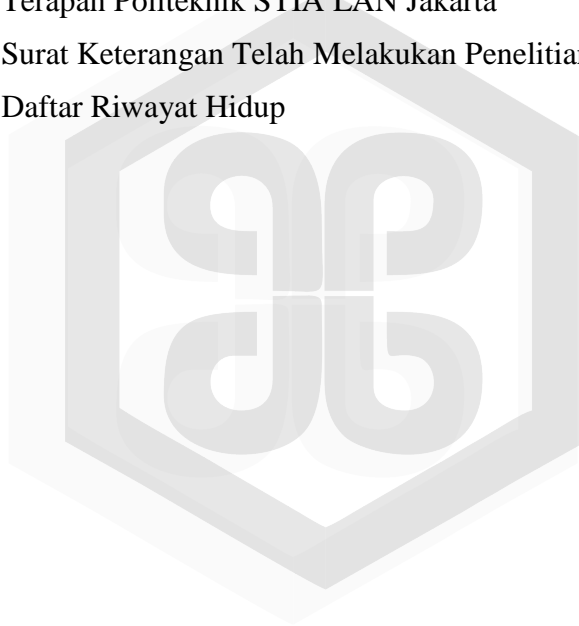 Terapan Politeknik STIA LAN Jakarta
Surat Keterangan Telah Melakukan Penelitian
Daftar Riwayat Hidup